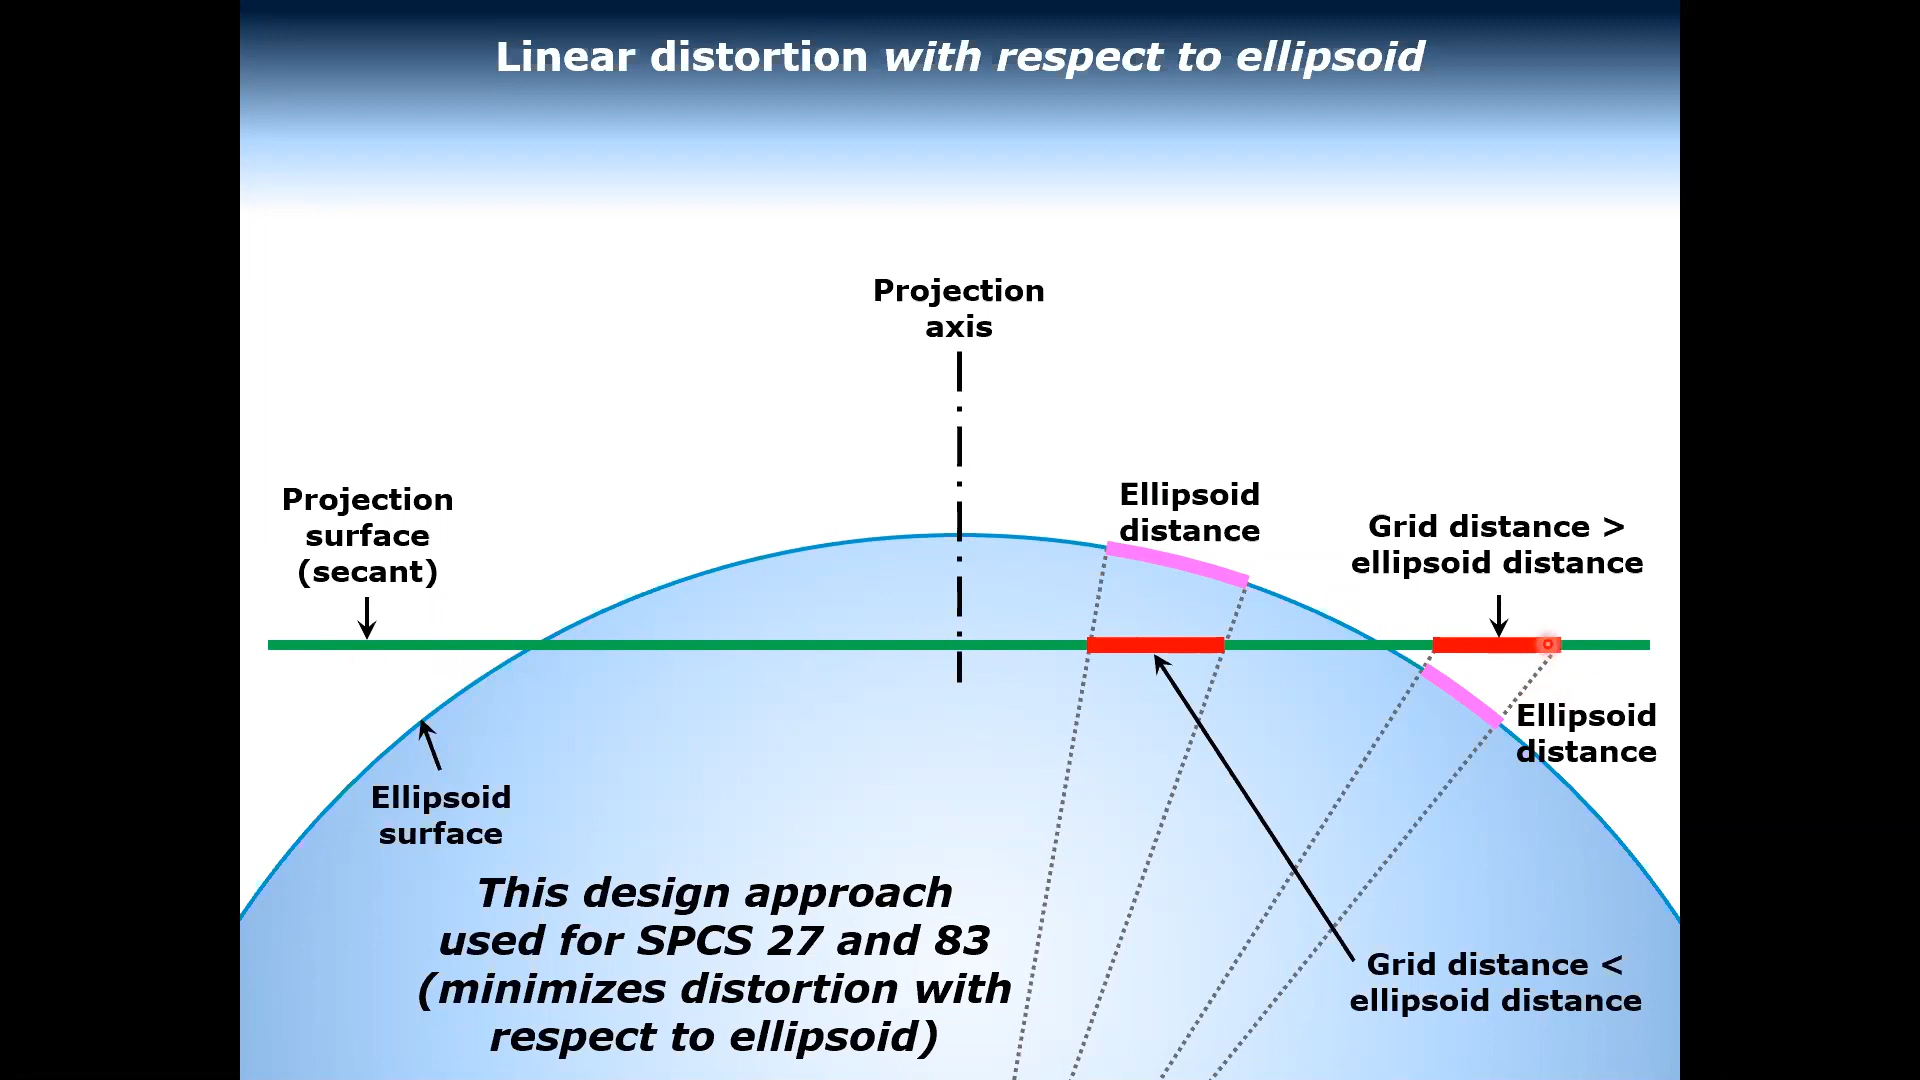 Linear distortion with respect to ellipsoid
Projection
axis
Projection
surface
(secant)
Ellipsoid
distance
Grid distance >
ellipsoid distance
Ellipsoid
distance
Ellipsoid
surface
This design approach
used for SPCS 27 and 83
(minimizes distortion with
respect to ellipsoid)
Grid distance <
ellipsoid distance